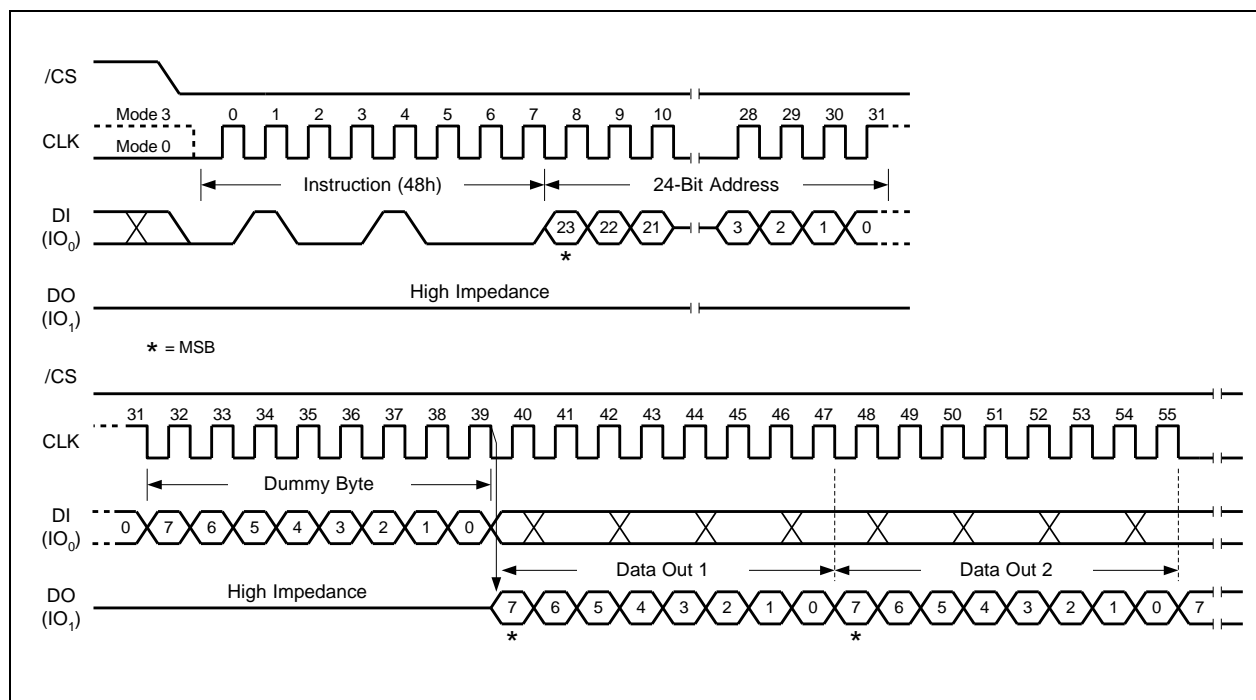 /CS
Mode 3 0 1 2 3 4 5 6 7 8 9 10 28 29 30 31
CLK
Mode 0
Instruction (48h) 24-Bit Address
DI
(IO0)
23 22 21 3 2 1 0
*
High Impedance
DO
(IO1)
* = MSB
/CS
31 32 33 34 35 36 37 38 39 40 41 42 43 44 45 46 47 48 49 50 51 52 53 54 55
CLK
Dummy Byte
DI
(IO0)
0 7 6 5 4 3 2 1 0
Data Out 1 Data Out 2
High Impedance
DO
(IO1)
7 6 5 4 3 2 1 0 7 6 5 4 3 2 1 0 7
* *